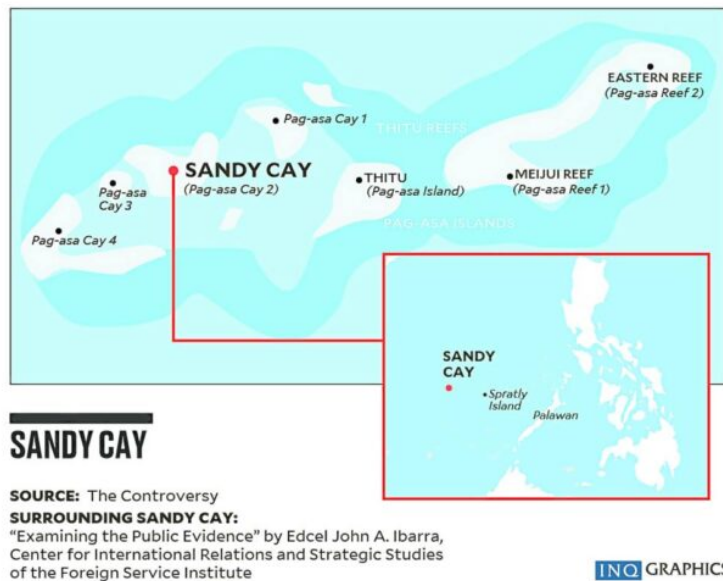 EASTERN REEF
(Pag-asa Reef 2)
Pag-asa Cay 1
THITU REEFS
SANDY CAY
(Pag-asa Cay 2)
THITU
(Pag-asa Island)
MEIJUI REEF
(Pag-asa Reef 1)
Pag-asa
Cay 3
PAG-ASA ISLANDS
Pag-asa Cay 4
SANDY
CAY
Spratly
Island
Palawan
SANDY CAY
SOURCE: The Controversy
SURROUNDING SANDY CAY:
“Examining the Public Evidence” by Edcel John A. Ibarra,
Center for International Relations and Strategic Studies
of the Foreign Service Institute
INQ GRAPHICS